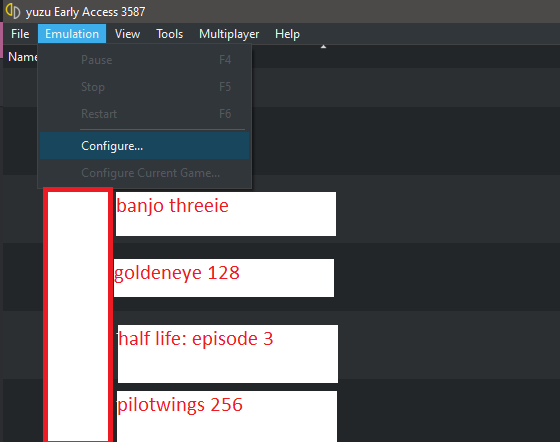 yuzu Early Access 3587
File Emulation View Tools Multiplayer Help
Name
Pause F4
Stop F5
Restart F6
Configure...
Configure Current Game...
banjo threeie
goldeneye 128
half life: episode 3
pilotwings 256